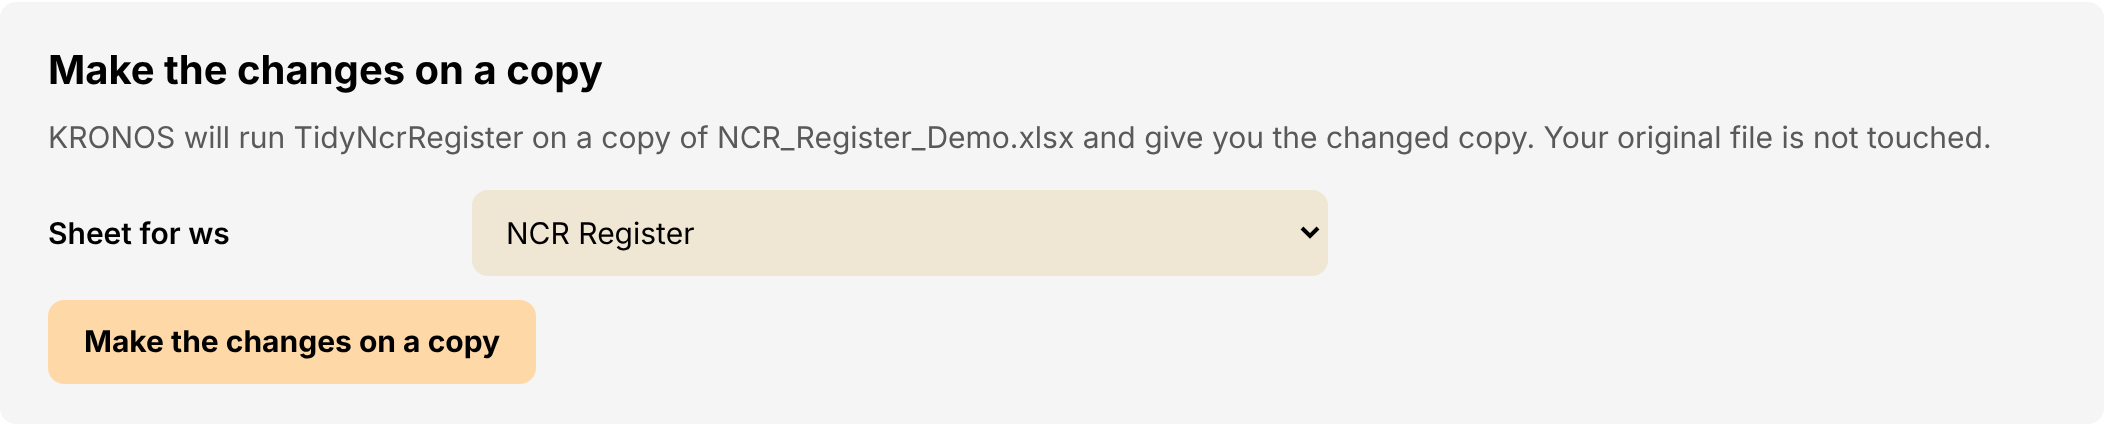 Make the changes on a copy
KRONOS will run TidyNcrRegister on a copy of NCR_Register_Demo.xlsx and give you the changed copy. Your original file is not touched.
Sheet for ws
NCR Register
Make the changes on a copy